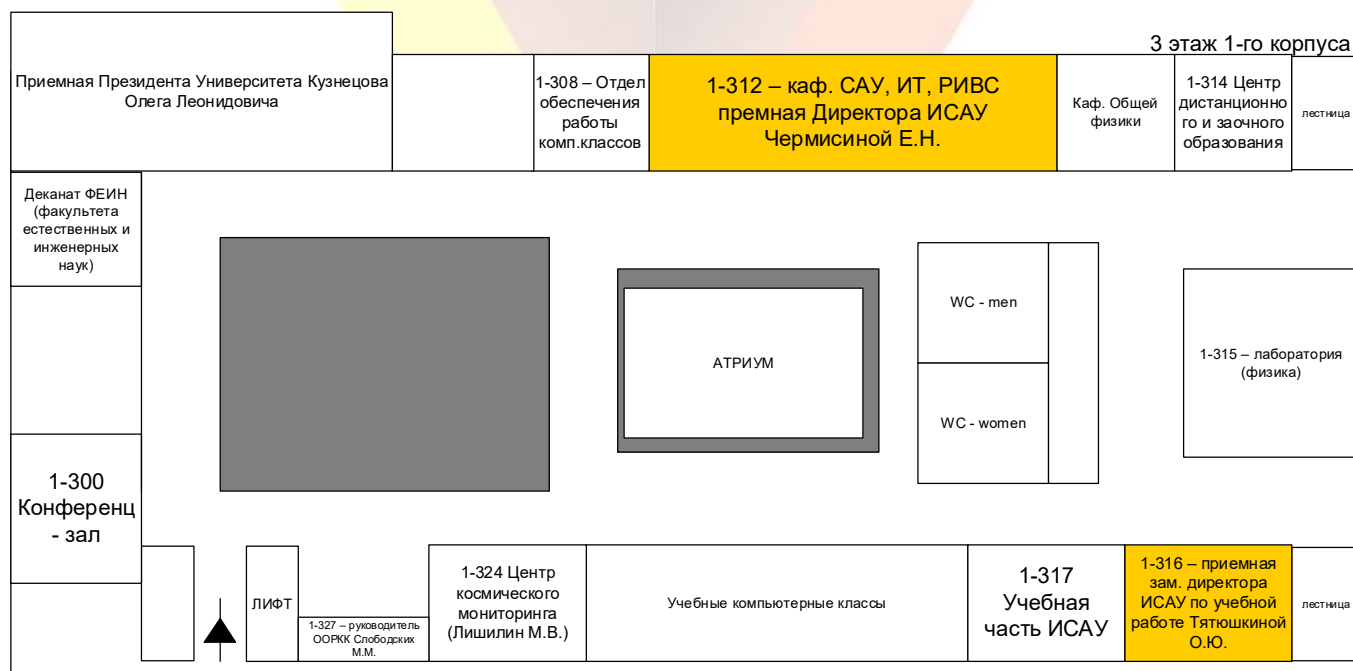 3 этаж 1-го корпуса
Приемная Президента Университета Кузнецова
Олега Леонидовича
1-308 – Отдел
обеспечения
работы
комп.классов
1-312 – каф. САУ, ИТ, РИВС
премная Директора ИСАУ
Чермисиной Е.Н.
Каф. Общей
физики
1-314 Центр
дистанционно
го и заочного
образования
лестница
Деканат ФЕИН
(факультета
естественных и
инженерных
наук)
АТРИУМ
WC - men
WC - women
1-315 – лаборатория
(физика)
1-300
Конференц
- зал
ЛИФТ
1-327 – руководитель
ООРКК Слободских
М.М.
1-324 Центр
космического
мониторинга
(Лишилин М.В.)
Учебные компьютерные классы
1-317
Учебная
часть ИСАУ
1-316 – приемная
зам. директора
ИСАУ по учебной
работе Тятюшкиной
О.Ю.
лестница